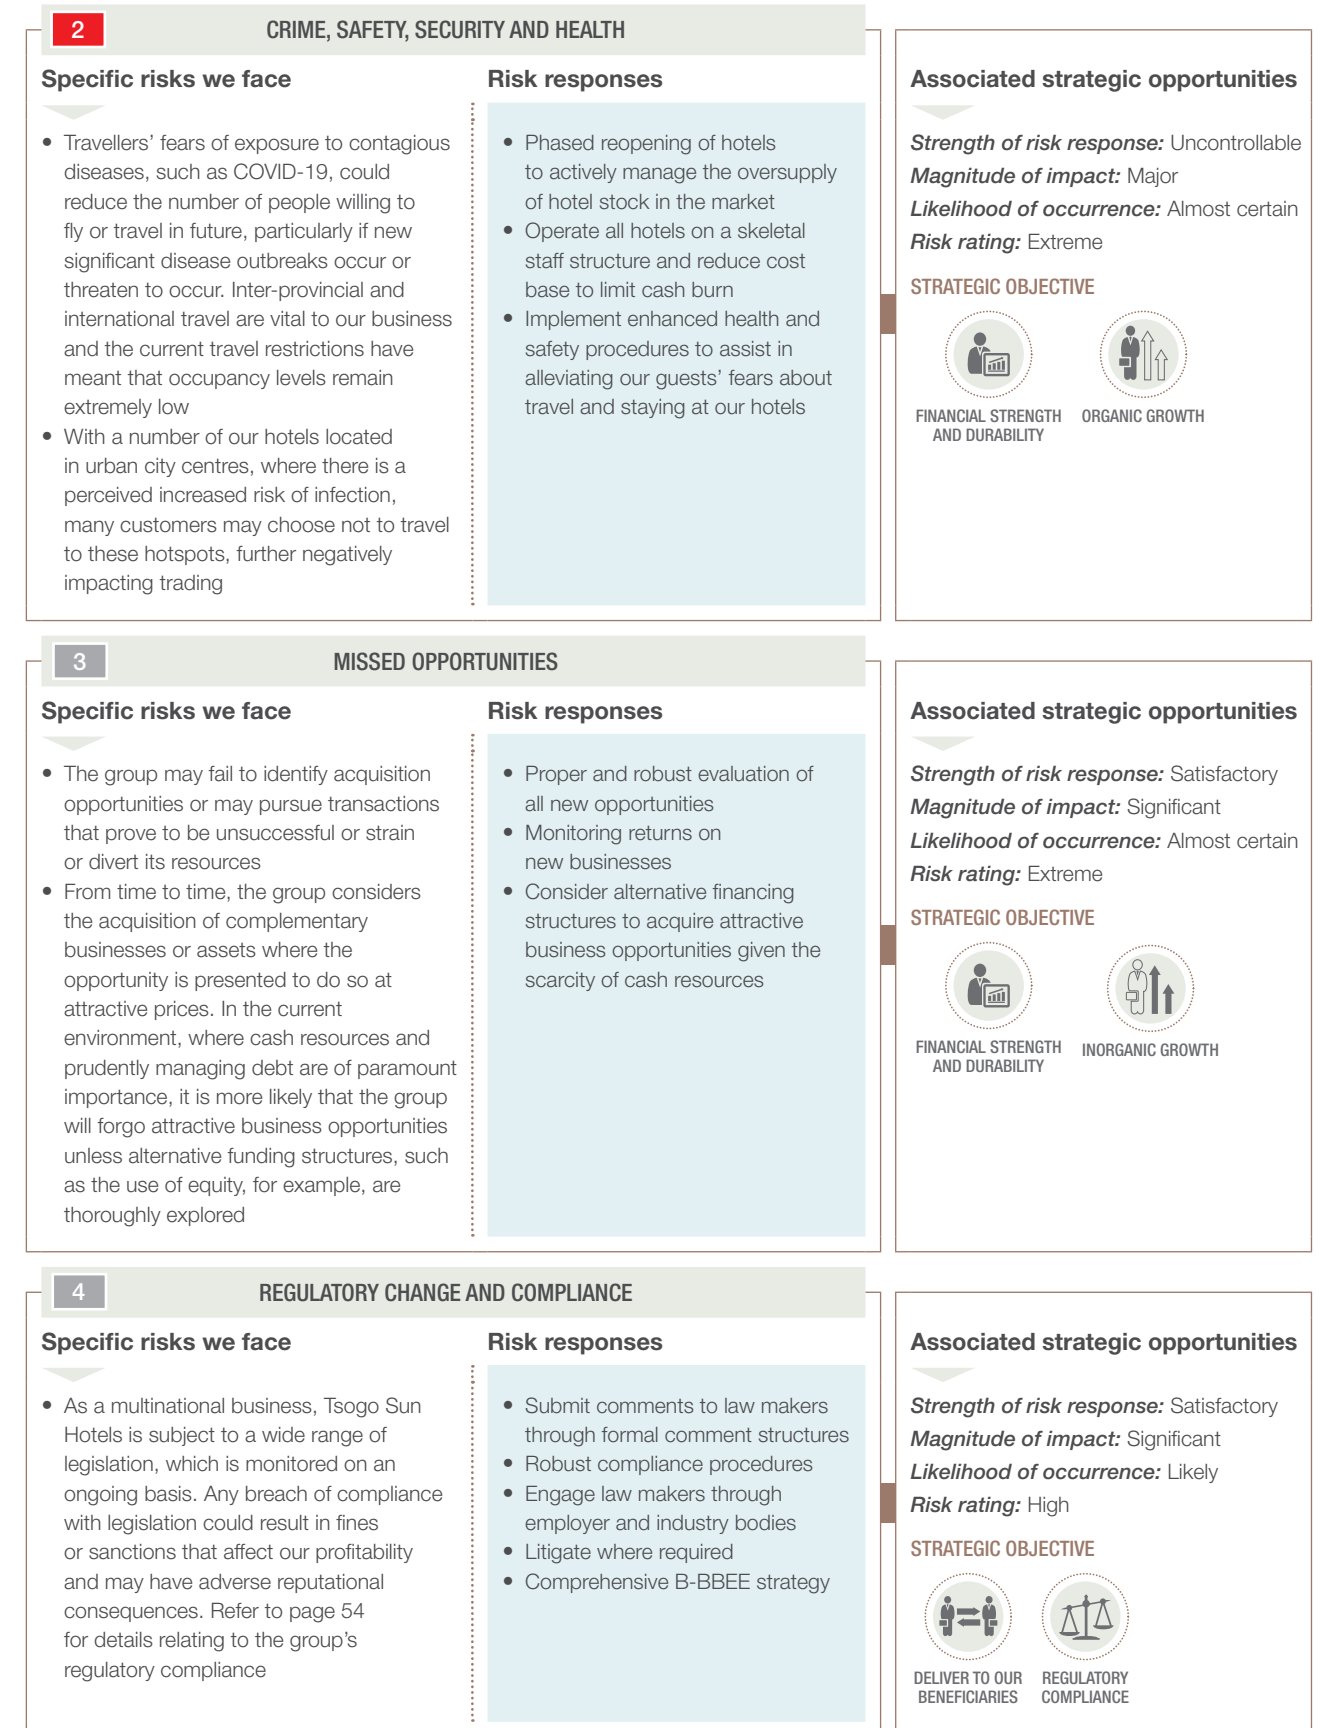 2
CRIME, SAFETY, SECURITY AND HEALTH
Specific risks we face
• Travellers’ fears of exposure to contagious
diseases, such as COVID-19, could
reduce the number of people willing to
fly or travel in future, particularly if new
significant disease outbreaks occur or
threaten to occur. Inter-provincial and
international travel are vital to our business
and the current travel restrictions have
meant that occupancy levels remain
extremely low
• With a number of our hotels located
in urban city centres, where there is a
perceived increased risk of infection,
many customers may choose not to travel
to these hotspots, further negatively
impacting trading
Risk responses
• Phased reopening of hotels
to actively manage the oversupply
of hotel stock in the market
• Operate all hotels on a skeletal
staff structure and reduce cost
base to limit cash burn
• Implement enhanced health and
safety procedures to assist in
alleviating our guests’ fears about
travel and staying at our hotels
Associated strategic opportunities
Strength of risk response: Uncontrollable
Magnitude of impact: Major
Likelihood of occurrence: Almost certain
Risk rating: Extreme
STRATEGIC OBJECTIVE
FINANCIAL STRENGTH
AND DURABILITY
ORGANIC GROWTH
3
MISSED OPPORTUNITIES
Specific risks we face
• The group may fail to identify acquisition
opportunities or may pursue transactions
that prove to be unsuccessful or strain
or divert its resources
• From time to time, the group considers
the acquisition of complementary
businesses or assets where the
opportunity is presented to do so at
attractive prices. In the current
environment, where cash resources and
prudently managing debt are of paramount
importance, it is more likely that the group
will forgo attractive business opportunities
unless alternative funding structures, such
as the use of equity, for example, are
thoroughly explored
Risk responses
• Proper and robust evaluation of
all new opportunities
• Monitoring returns on
new businesses
• Consider alternative financing
structures to acquire attractive
business opportunities given the
scarcity of cash resources
Associated strategic opportunities
Strength of risk response: Satisfactory
Magnitude of impact: Significant
Likelihood of occurrence: Almost certain
Risk rating: Extreme
STRATEGIC OBJECTIVE
FINANCIAL STRENGTH
AND DURABILITY
INORGANIC GROWTH
4
REGULATORY CHANGE AND COMPLIANCE
Specific risks we face
• As a multinational business, Tsogo Sun
Hotels is subject to a wide range of
legislation, which is monitored on an
ongoing basis. Any breach of compliance
with legislation could result in fines
or sanctions that affect our profitability
and may have adverse reputational
consequences. Refer to page 54
for details relating to the group’s
regulatory compliance
Risk responses
• Submit comments to law makers
through formal comment structures
• Robust compliance procedures
• Engage law makers through
employer and industry bodies
• Litigate where required
• Comprehensive B-BBEE strategy
Associated strategic opportunities
Strength of risk response: Satisfactory
Magnitude of impact: Significant
Likelihood of occurrence: Likely
Risk rating: High
STRATEGIC OBJECTIVE
DELIVER TO OUR
BENEFICIARIES
REGULATORY
COMPLIANCE